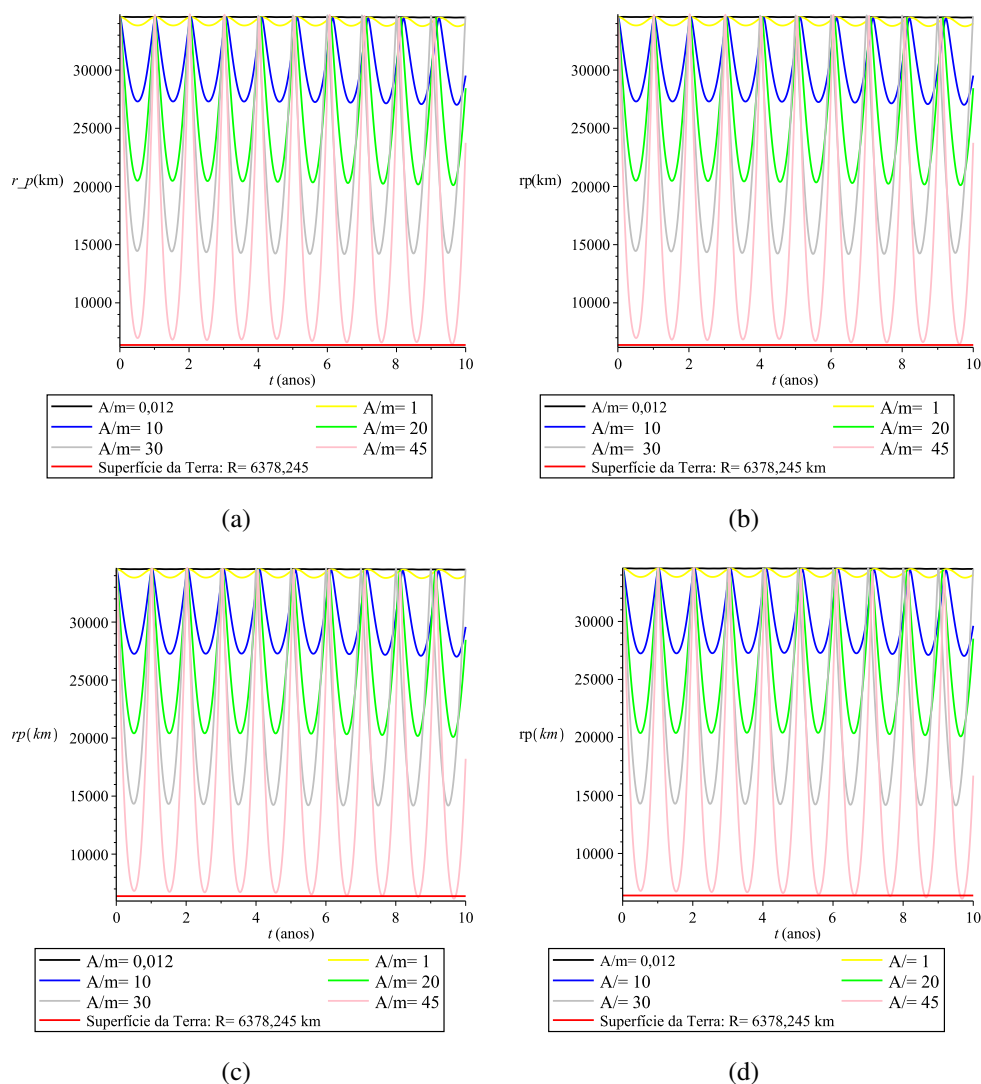 30000
25000
r_p(km)
20000
15000
10000
0 2 4 6 8 10
t (anos)
A/m= 0,012 A/m= 1
A/m= 10 A/m= 20
A/m= 30 A/m= 45
Superfície da Terra: R= 6378,245
(a)
30000
25000
rp(km)
20000
15000
10000
0 2 4 6 8 10
t (anos)
A/m= 0,012 A/m= 1
A/m= 10 A/m= 20
A/m= 30 A/m= 45
Superfície da Terra: R= 6378,245 km
(b)
30000
25000
rp(km)
20000
15000
10000
0 2 4 6 8 10
t (anos)
A/m= 0,012 A/m= 1
A/m= 10 A/m= 20
A/m= 30 A/m= 45
Superfície da Terra: R= 6378,245 km
(c)
30000
25000
rp(km)
20000
15000
10000
0 2 4 6 8 10
t (anos)
A/m= 0,012 A/= 1
A/= 10 A/= 20
A/= 30 A/= 45
Superfície da Terra: R= 6378,245 km
(d)